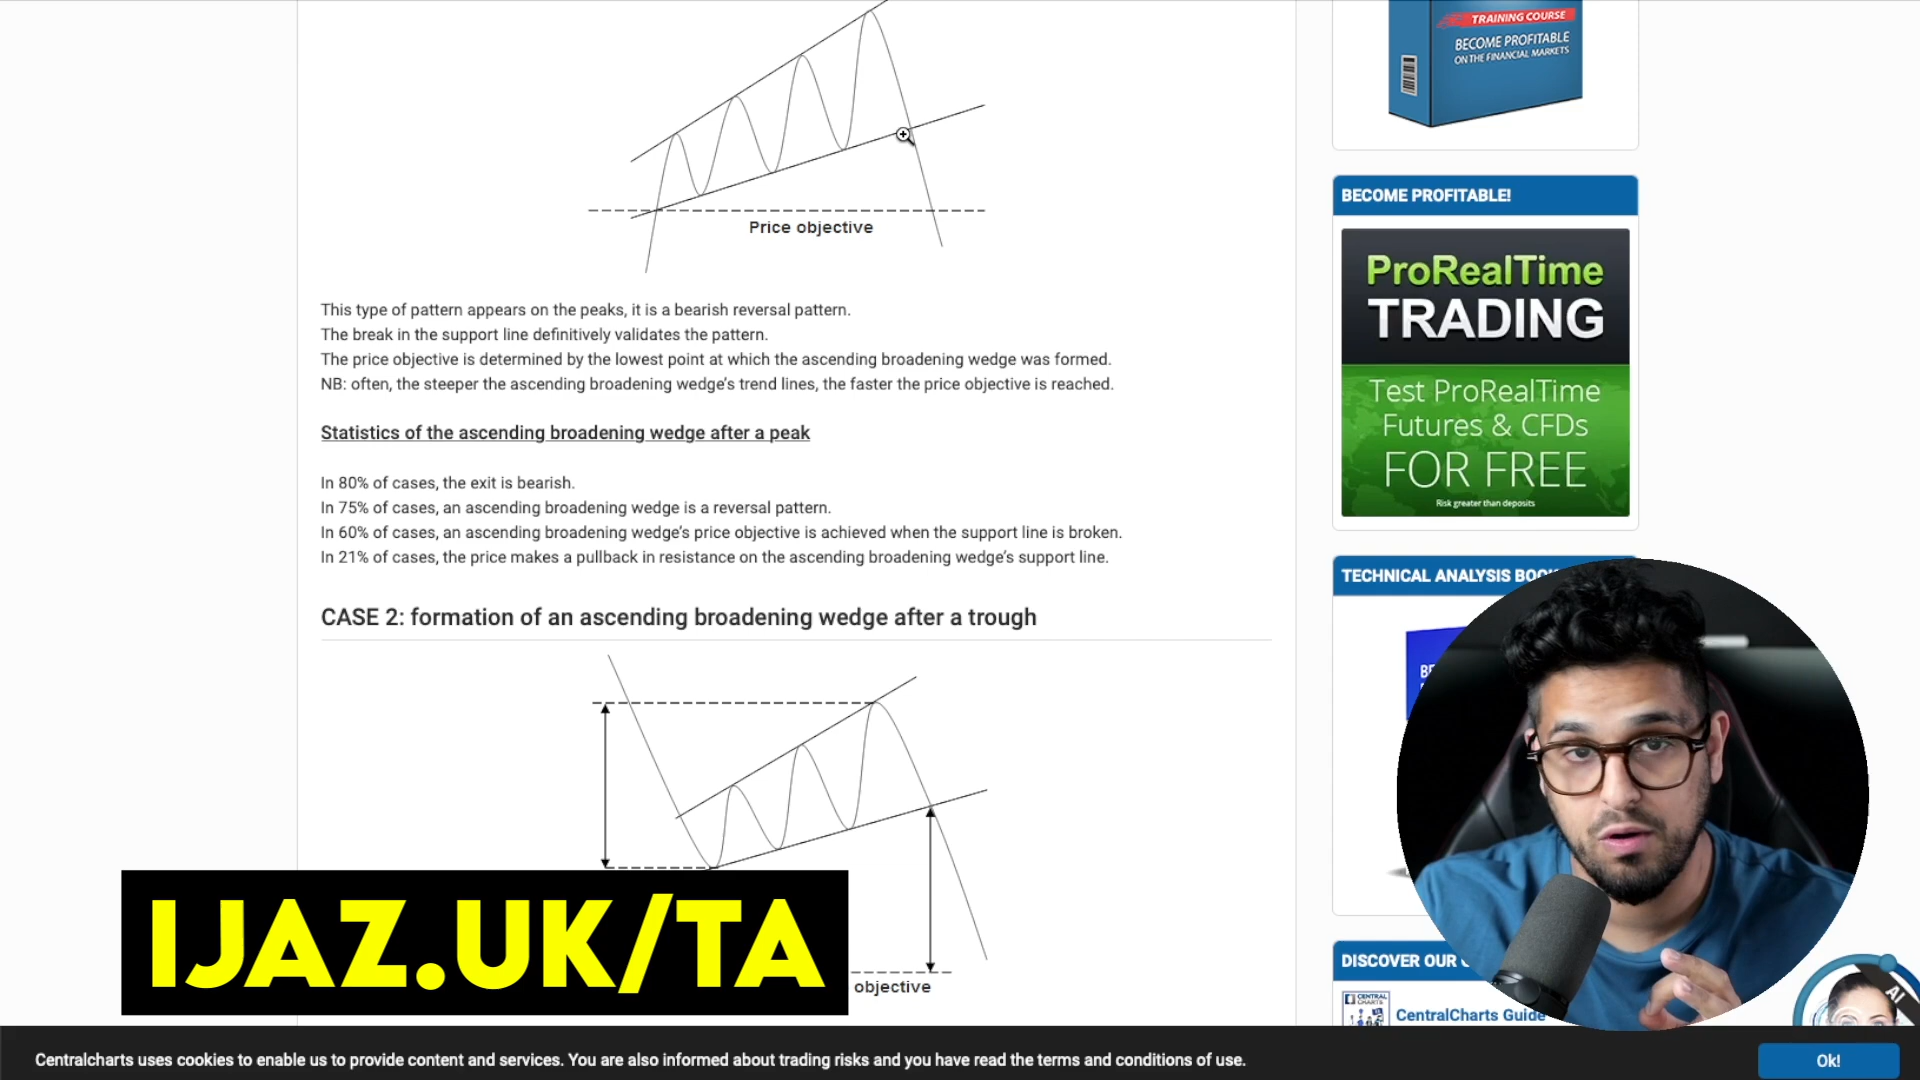 TRAINING COURSE
BECOME PROFITABLE
ON THE FINANCIAL MARKETS
Price objective
BECOME PROFITABLE!
ProRealTime
TRADING
Test ProRealTime
Futures & CFDs
FOR FREE
Risk greater than deposits
This type of pattern appears on the peaks, it is a bearish reversal pattern.
The break in the support line definitively validates the pattern.
The price objective is determined by the lowest point at which the ascending broadening wedge was formed.
NB: often, the steeper the ascending broadening wedge's trend lines, the faster the price objective is reached.
Statistics of the ascending broadening wedge after a peak
In 80% of cases, the exit is bearish.
In 75% of cases, an ascending broadening wedge is a reversal pattern.
In 60% of cases, an ascending broadening wedge's price objective is achieved when the support line is broken.
In 21% of cases, the price makes a pullback in resistance on the ascending broadening wedge's support line.
CASE 2: formation of an ascending broadening wedge after a trough
TECHNICAL ANALYSIS
IJAZ.UK/TA
objective
DISCOVER OUR
CENTRAL
CHARTS
CentralCharts Guide
AI
Centralcharts uses cookies to enable us to provide content and services. You are also informed about trading risks and you have read the terms and conditions of use.
Ok!